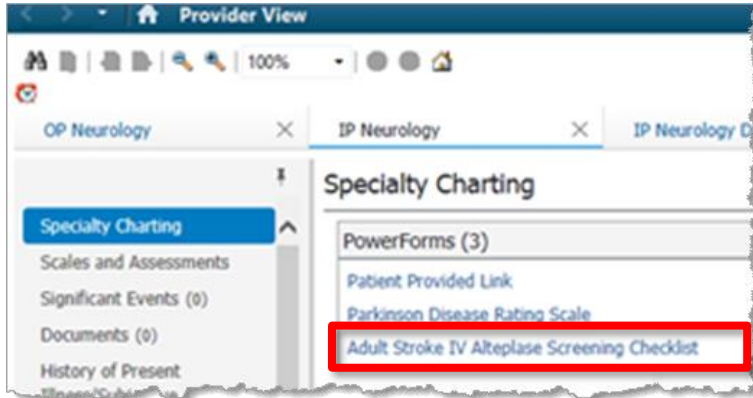 Provider View
100%
OP Neurology
IP Neurology
IP Neurology D
Specialty Charting
Scales and Assessments
Significant Events (0)
Documents (0)
History of Present
Specialty Charting
PowerForms (3)
Patient Provided Link
Parkinson Disease Rating Scale
Adult Stroke IV Alteplase Screening Checklist